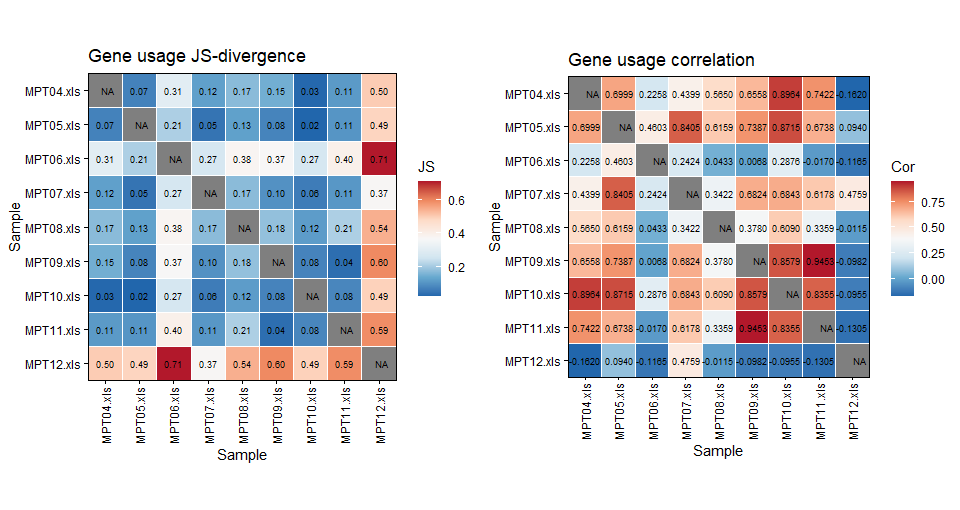 Gene usage JS-divergence
MPT04.xls NA 0.07 0.31 0.12 0.17 0.15 0.03 0.11 0.50
MPT05.xls 0.07 NA 0.21 0.05 0.13 0.08 0.02 0.11 0.49
MPT06.xls 0.31 0.21 NA 0.27 0.38 0.37 0.27 0.40 0.71
MPT07.xls 0.12 0.05 0.27 NA 0.17 0.10 0.06 0.11 0.37
MPT08.xls 0.17 0.13 0.38 0.17 NA 0.18 0.12 0.21 0.54
MPT09.xls 0.15 0.08 0.37 0.10 0.18 NA 0.08 0.04 0.60
MPT10.xls 0.03 0.02 0.27 0.06 0.12 0.08 NA 0.08 0.49
MPT11.xls 0.11 0.11 0.40 0.11 0.21 0.04 0.08 NA 0.59
MPT12.xls 0.50 0.49 0.71 0.37 0.54 0.60 0.49 0.59 NA
MPT04.xls MPT05.xls MPT06.xls MPT07.xls MPT08.xls MPT09.xls MPT10.xls MPT11.xls MPT12.xls
Sample
Sample
JS
0.6
0.4
0.2
Gene usage correlation
MPT04.xls NA 0.6999 0.2258 0.4399 0.5650 0.6558 0.8964 0.7422 -0.1620
MPT05.xls 0.6999 NA 0.4603 0.8405 0.6159 0.7387 0.8715 0.6738 0.0940
MPT06.xls 0.2258 0.4603 NA 0.2424 0.0433 0.0068 0.2876 -0.0170 -0.1165
MPT07.xls 0.4399 0.8405 0.2424 NA 0.3422 0.6824 0.6843 0.6178 0.4759
MPT08.xls 0.5650 0.6159 0.0433 0.3422 NA 0.3780 0.6090 0.3359 -0.0115
MPT09.xls 0.6558 0.7387 0.0068 0.6824 0.3780 NA 0.8579 0.9453 -0.0982
MPT10.xls 0.8964 0.8715 0.2876 0.6843 0.6090 0.8579 NA 0.8355 -0.0955
MPT11.xls 0.7422 0.6738 -0.0170 0.6178 0.3359 0.9453 0.8355 NA -0.1305
MPT12.xls -0.1620 0.0940 -0.1165 0.4759 -0.0115 -0.0982 -0.0955 -0.1305 NA
MPT04.xls MPT05.xls MPT06.xls MPT07.xls MPT08.xls MPT09.xls MPT10.xls MPT11.xls MPT12.xls
Sample
Sample
Cor
0.75
0.50
0.25
0.00